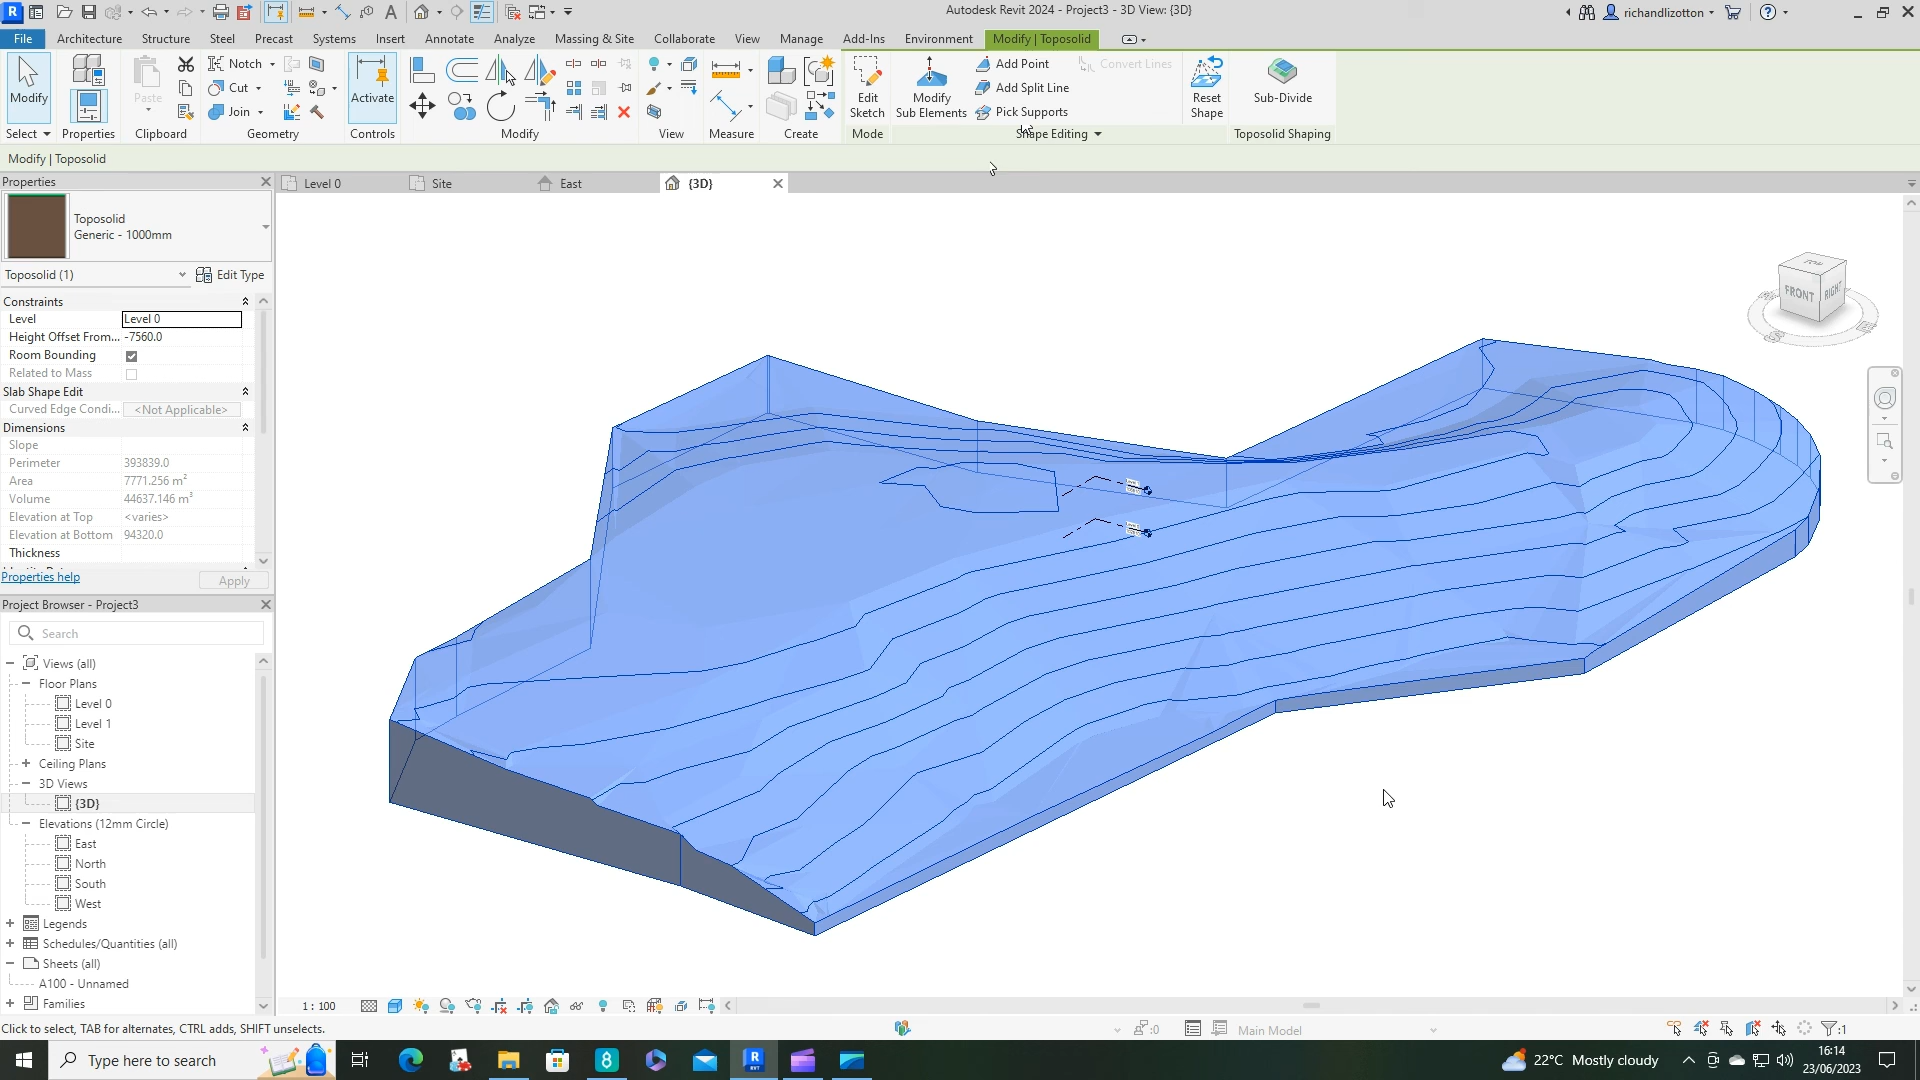 Autodesk Revit 2024 - Project3 - 3D View: {3D}
richandlizotton
File Architecture Structure Steel Precast Systems Insert Annotate Analyze Massing & Site Collaborate View Manage Add-Ins Environment Modify | Toposolid
Modify
Paste
Notch
Cut
Join
Activate
Edit
Sketch
Modify
Sub Elements
Add Point
Add Split Line
Pick Supports
Convert Lines
Reset
Shape
Sub-Divide
Select Properties Clipboard Geometry Controls Modify View Measure Create Mode Shape Editing Toposolid Shaping
Modify | Toposolid
Properties
Level 0 Site East {3D}
Toposolid
Generic - 1000mm
Toposolid (1)
Edit Type
Constraints
Level Level 0
Height Offset From... -7560.0
Room Bounding
Related to Mass
Slab Shape Edit
Curved Edge Condi... <Not Applicable>
Dimensions
Slope
Perimeter 393839.0
Area 7771.256 m²
Volume 44637.146 m³
Elevation at Top <varies>
Elevation at Bottom 94320.0
Thickness
Properties help Apply
FRONT RIGHT
Project Browser - Project3
Search
Views (all)
Floor Plans
Level 0
Level 1
Site
Ceiling Plans
3D Views
{3D}
Elevations (12mm Circle)
East
North
South
West
Legends
Schedules/Quantities (all)
Sheets (all)
A100 - Unnamed
Families
1 : 100
Click to select, TAB for alternates, CTRL adds, SHIFT unselects.
:0
Main Model
:1
Type here to search
22°C Mostly cloudy
16:14
23/06/2023